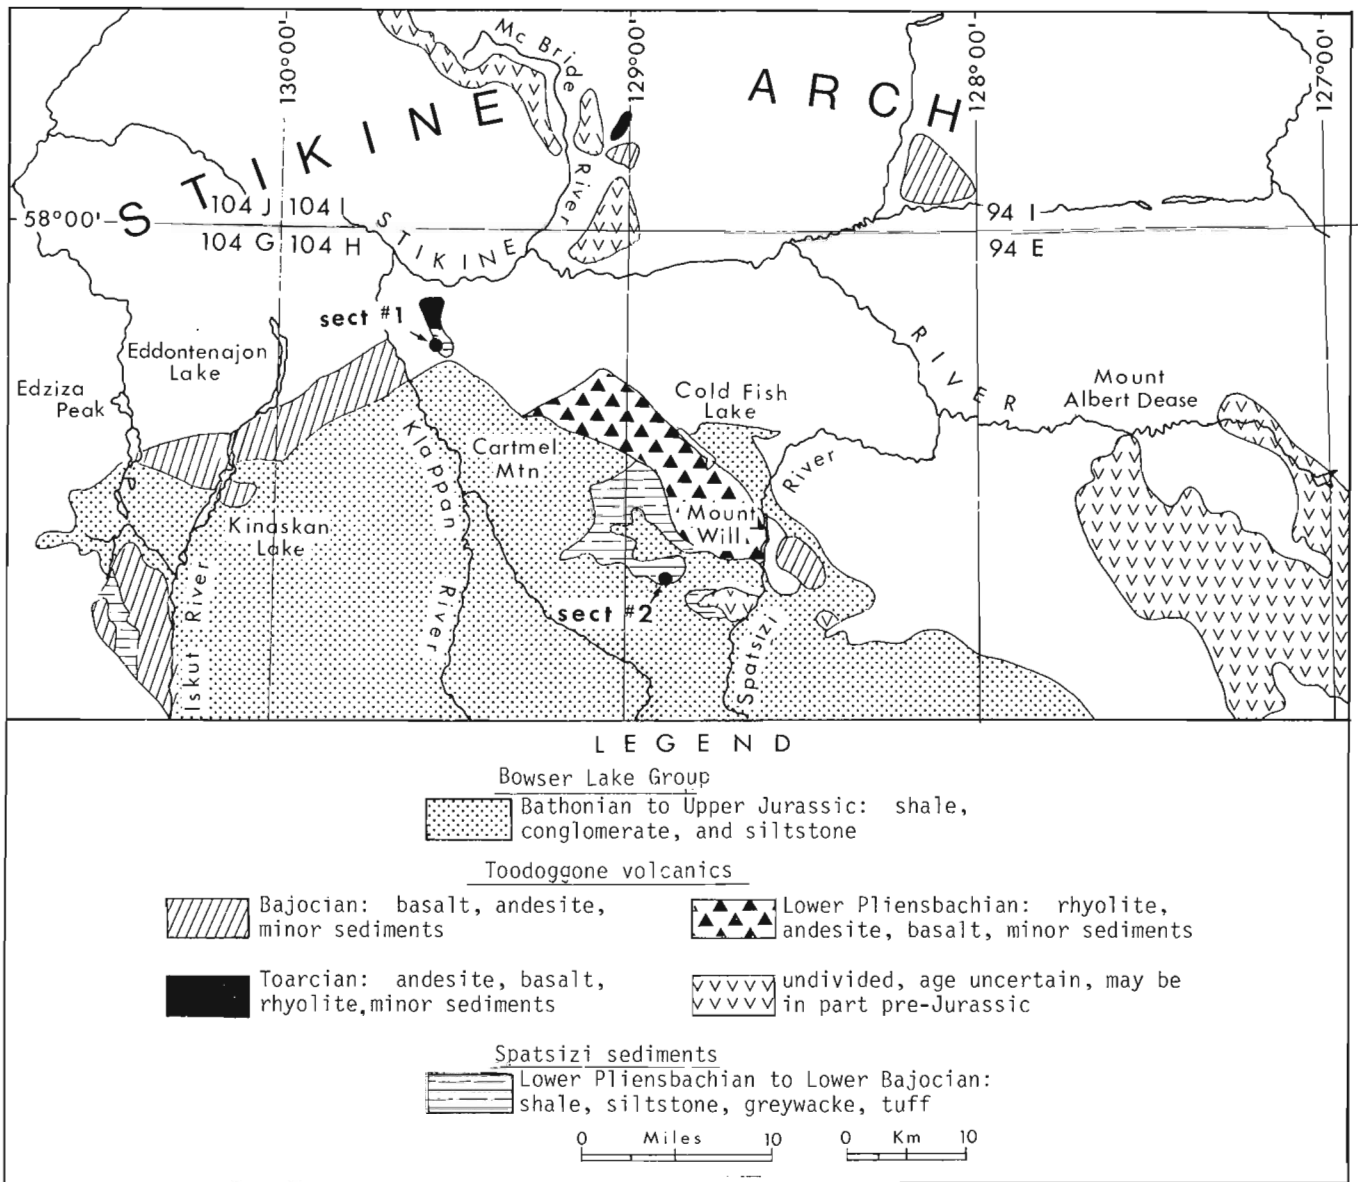 130°00'
Mc Bride
River
129°00'
128°00'
127°00'
STIKINE ARCH
58°00'
104 J 104 I
104 G 104 H
94 I
94 E
STIKINE
RIVER
sect #1
Eddontenajon
Lake
Edziza
Peak
Cold Fish
Lake
Mount
Albert Dease
Klappan
River
Cartmel
Mtn
River
Mount
Will
Kinaskan
Lake
Iskut River
sect #2
Spatsizi
LEGEND
Bowser Lake Group
Bathonian to Upper Jurassic: shale,
conglomerate, and siltstone
Toodoggone volcanics
Bajocian: basalt, andesite,
minor sediments
Lower Pliensbachian: rhyolite,
andesite, basalt, minor sediments
Toarcian: andesite, basalt,
rhyolite, minor sediments
undivided, age uncertain, may be
in part pre-Jurassic
Spatsizi sediments
Lower Pliensbachian to Lower Bajocian:
shale, siltstone, greywacke, tuff
0 Miles 10
0 Km 10